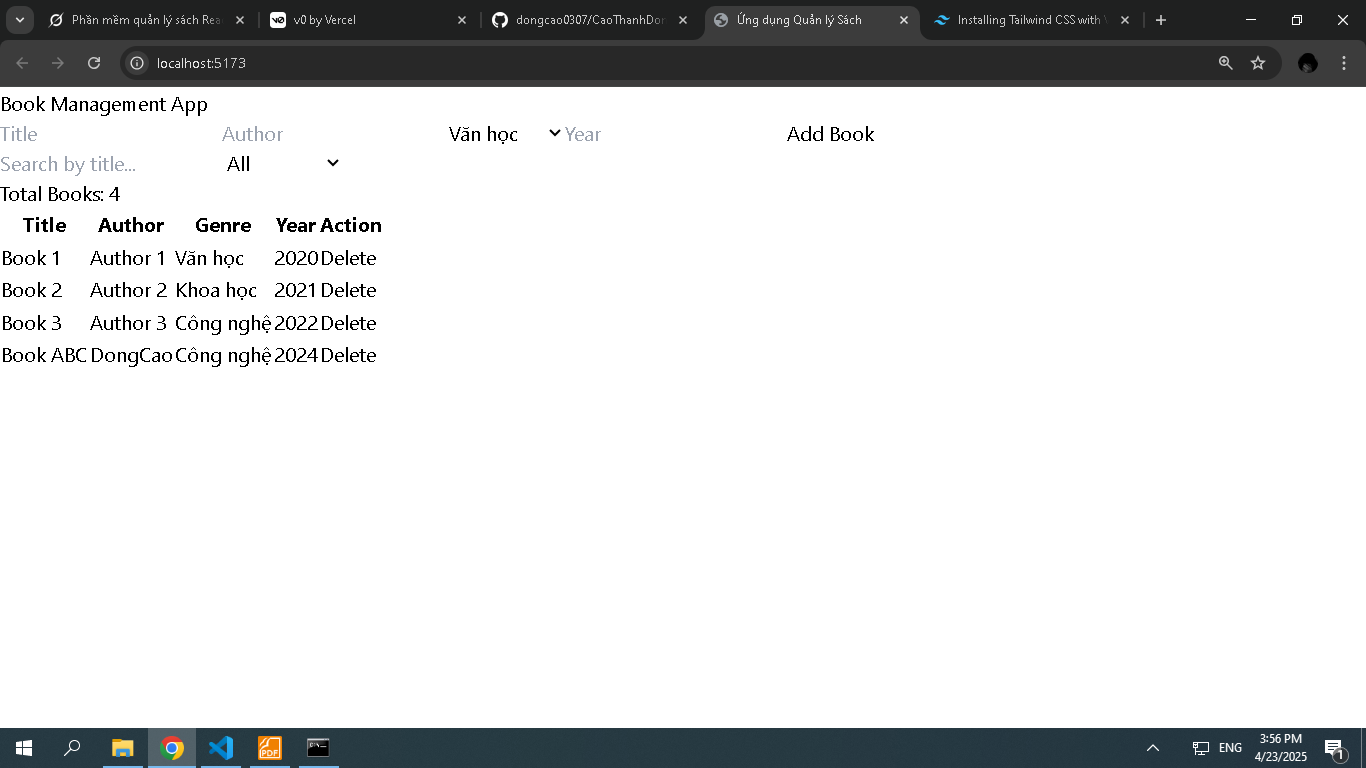 Phần mềm quản lý sách Rea
v0 by Vercel
dongcao0307/CaoThanhDon
Ứng dụng Quản lý Sách
Installing Tailwind CSS with V
localhost:5173
Book Management App
Title Author Văn học Year Add Book
Search by title... All
Total Books: 4
Title Author Genre Year Action
Book 1 Author 1 Văn học 2020 Delete
Book 2 Author 2 Khoa học 2021 Delete
Book 3 Author 3 Công nghệ 2022 Delete
Book ABC DongCao Công nghệ 2024 Delete
PDF
ENG
3:56 PM
4/23/2025
1